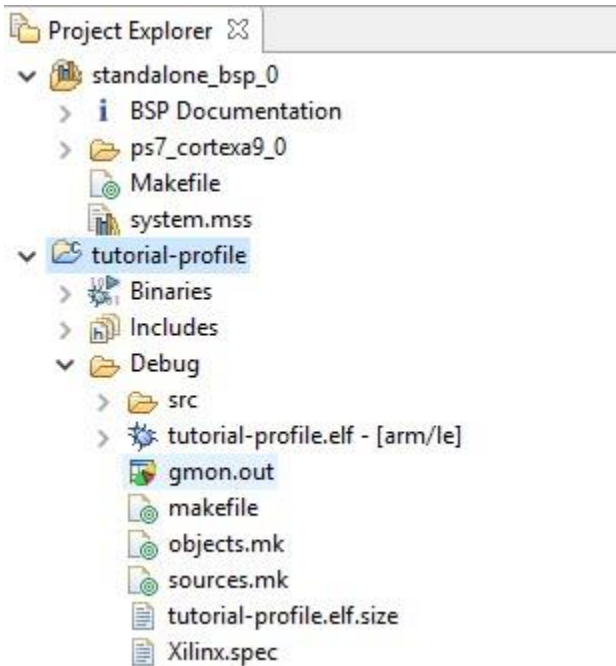 Project Explorer
standalone_bsp_0
BSP Documentation
ps7_cortexa9_0
Makefile
system.mss
tutorial-profile
Binaries
Includes
Debug
src
tutorial-profile.elf - [arm/le]
gmon.out
makefile
objects.mk
sources.mk
tutorial-profile.elf.size
Xilinx.spec